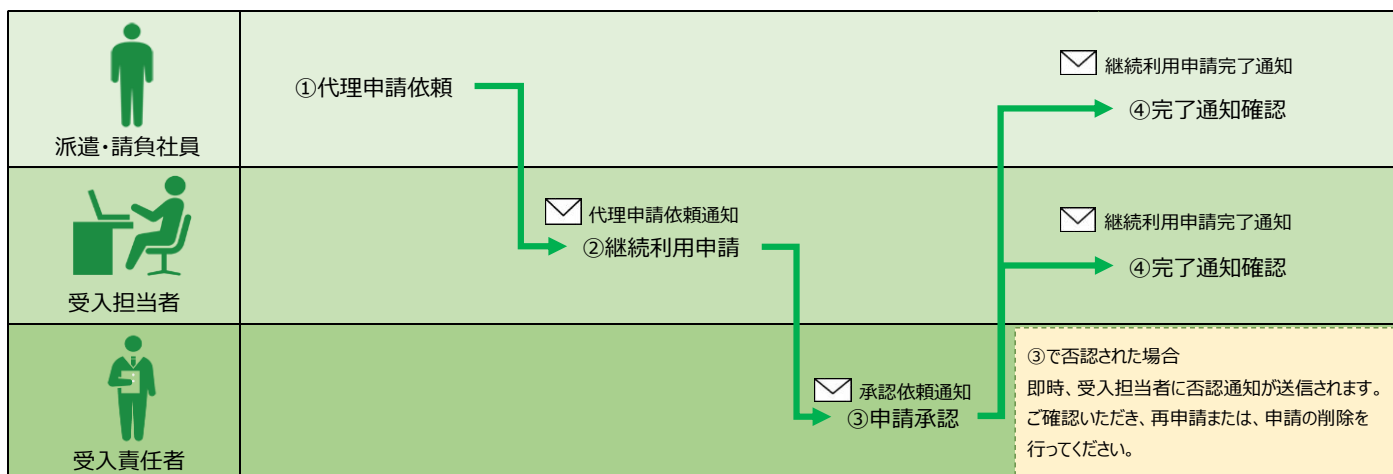 派遣・請負社員
①代理申請依頼
継続利用申請完了通知
④完了通知確認
受入担当者
代理申請依頼通知
②継続利用申請
継続利用申請完了通知
④完了通知確認
受入責任者
承認依頼通知
③申請承認
③で否認された場合
即時、受入担当者に否認通知が送信されます。
ご確認いただき、再申請または、申請の削除を
行ってください。